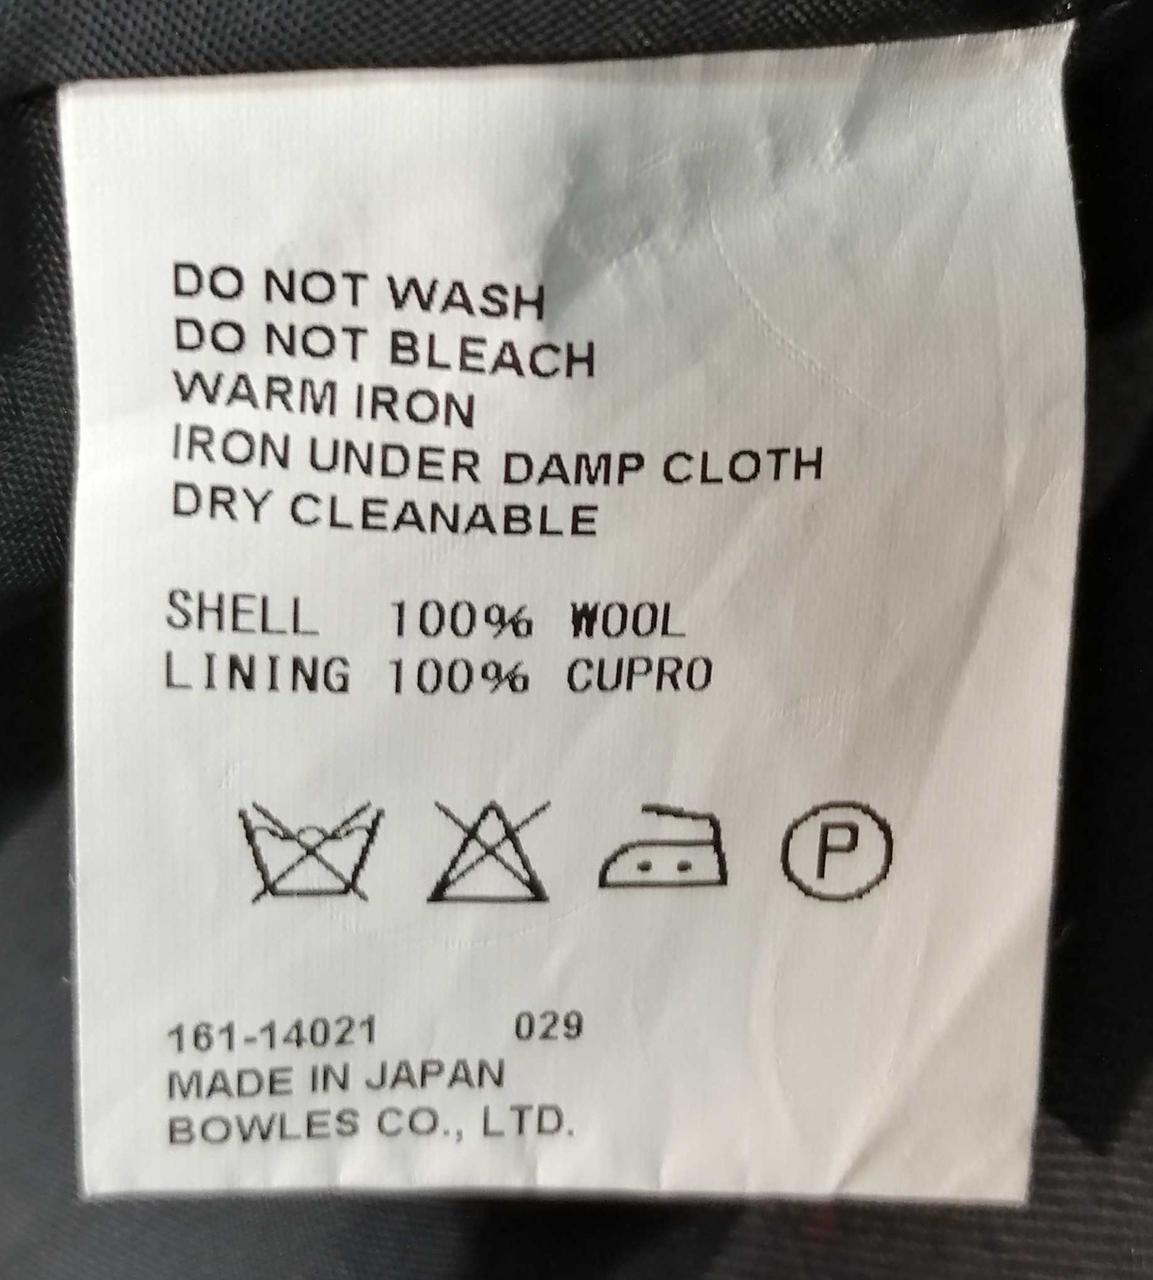 DO NOT WASH
DO NOT BLEACH
WARM IRON
IRON UNDER DAMP CLOTH
DRY CLEANABLE
SHELL 100% WOOL
LINING 100% CUPRO
P
161-14021 029
MADE IN JAPAN
BOWLES CO., LTD.